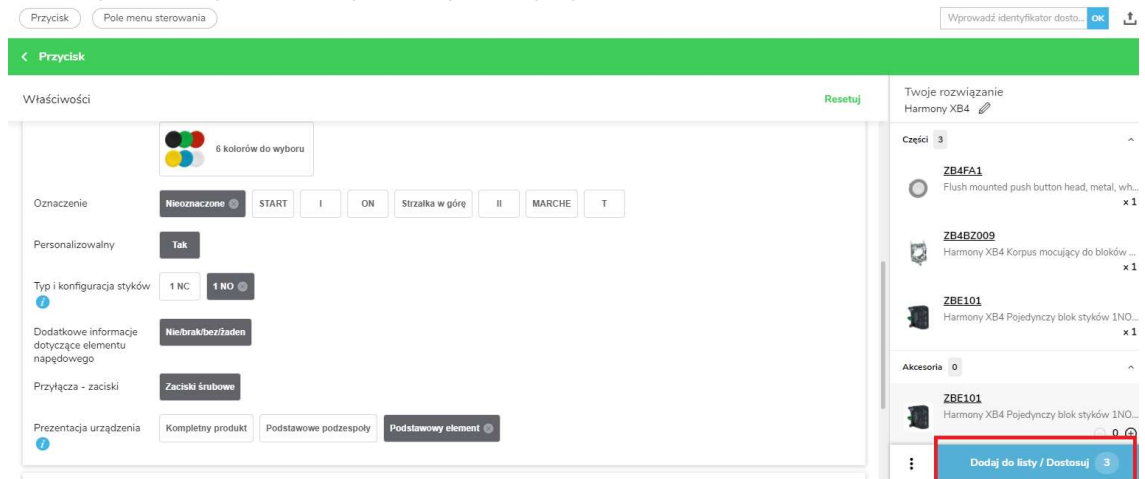 Przycisk
Pole menu sterowania
Wprowadź identyfikator dosto...
OK
Przycisk
Właściwości
Resetuj
6 kolorów do wyboru
Oznaczenie
Nieoznaczone
START
I
ON
Strzałka w górę
II
MARCHE
T
Personalizowalny
Tak
Typ i konfiguracja styków
1 NC
1 NO
Dodatkowe informacje
dotyczące elementu
napędowego
Nie/brak/bez/żaden
Przyłącza - zaciski
Zaciski śrubowe
Prezentacja urządzenia
Kompletny produkt
Podstawowe podzespoły
Podstawowy element
Twoje rozwiązanie
Harmony XB4
Części 3
ZB4FA1
Flush mounted push button head, metal, wh...
x 1
ZB4BZ009
Harmony XB4 Korpus mocujący do bloków ...
x 1
ZBE101
Harmony XB4 Pojedynczy blok styków 1NO...
x 1
Akcesoria 0
ZBE101
Harmony XB4 Pojedynczy blok styków 1NO...
0
Dodaj do listy / Dostosuj 3